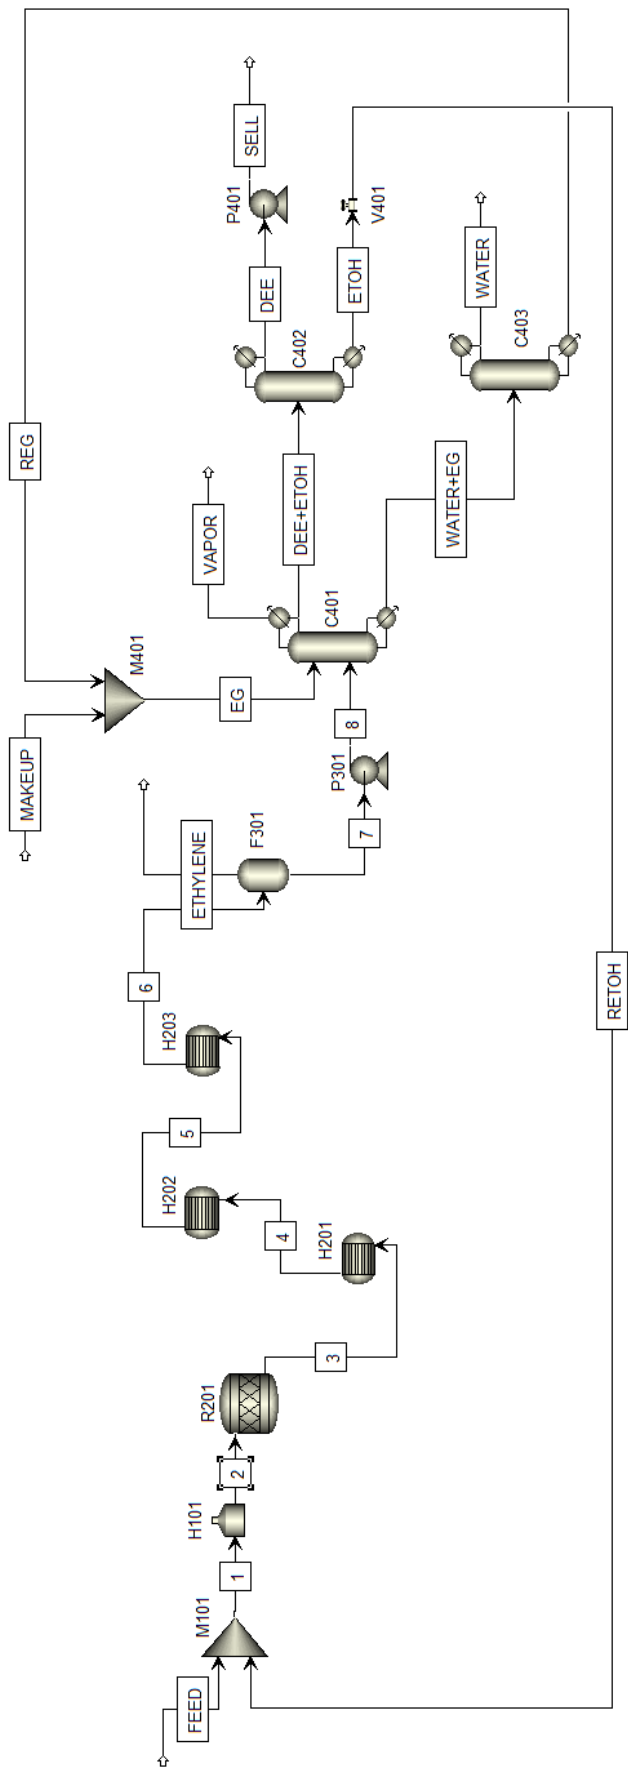 FEED
M101
1
H101
2
R201
3
H201
4
H202
5
H203
6
ETHYLENE
F301
7
P301
8
MAKEUP
M401
EG
REG
C401
VAPOR
DEE+ETOH
WATER+EG
C402
DEE
P401
SELL
ETOH
V401
C403
WATER
RETOH